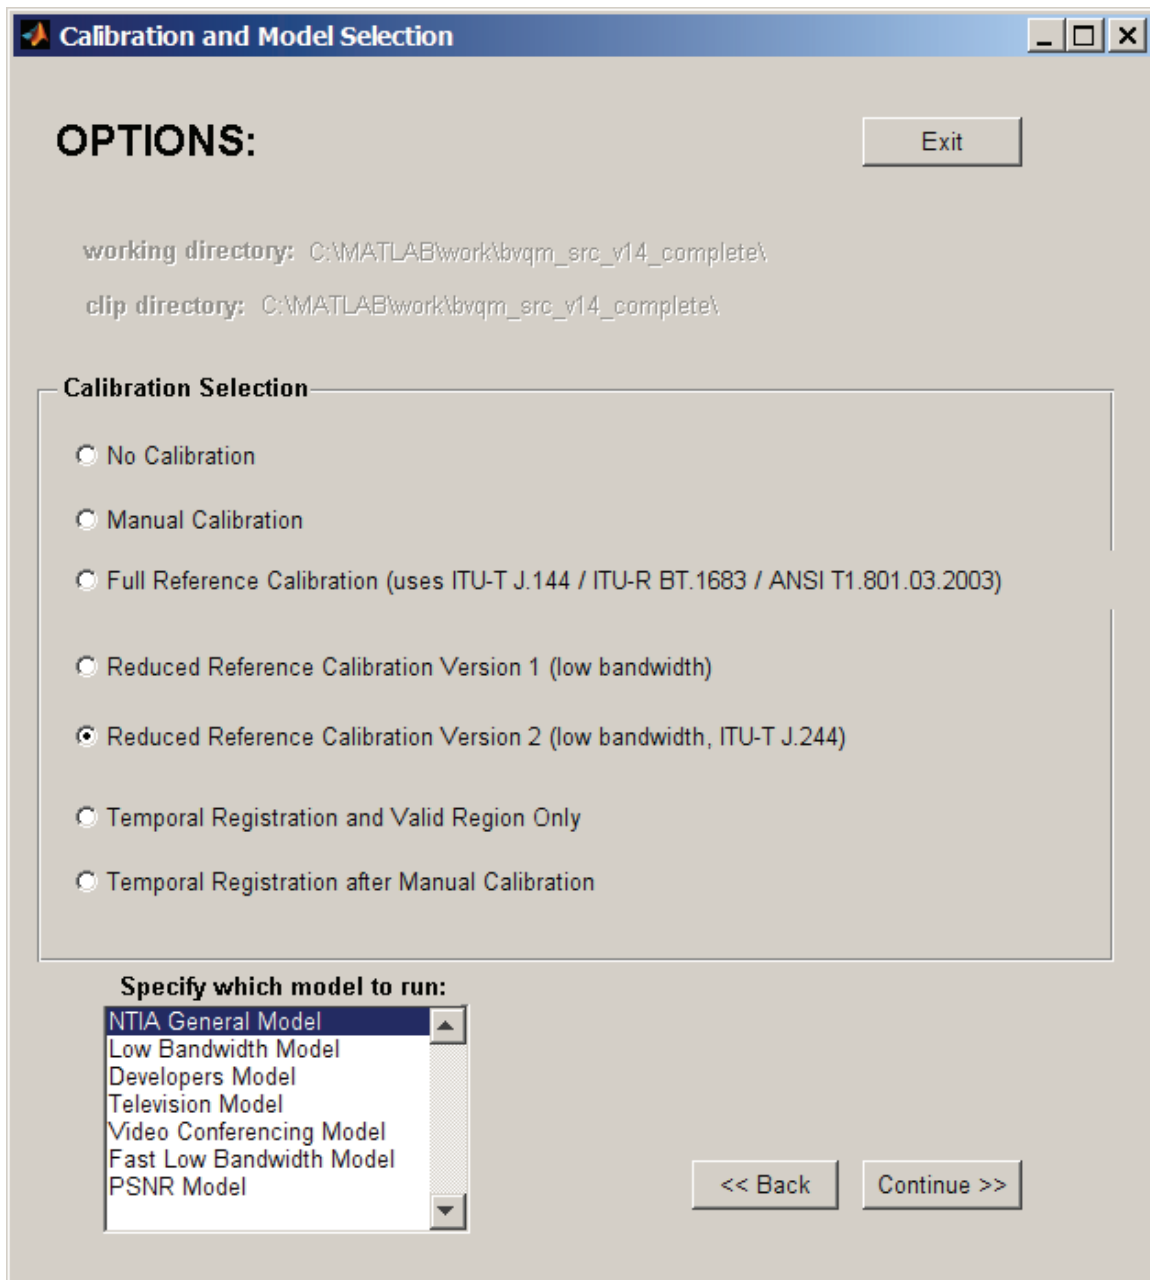 Calibration and Model Selection
OPTIONS:
Exit
working directory: C:\MATLAB\work\bvqm_src_v14_complete\
clip directory: C:\MATLAB\work\bvqm_src_v14_complete\
Calibration Selection
No Calibration
Manual Calibration
Full Reference Calibration (uses ITU-T J.144 / ITU-R BT.1683 / ANSI T1.801.03.2003)
Reduced Reference Calibration Version 1 (low bandwidth)
Reduced Reference Calibration Version 2 (low bandwidth, ITU-T J.244)
Temporal Registration and Valid Region Only
Temporal Registration after Manual Calibration
Specify which model to run:
NTIA General Model
Low Bandwidth Model
Developers Model
Television Model
Video Conferencing Model
Fast Low Bandwidth Model
PSNR Model
<< Back
Continue >>